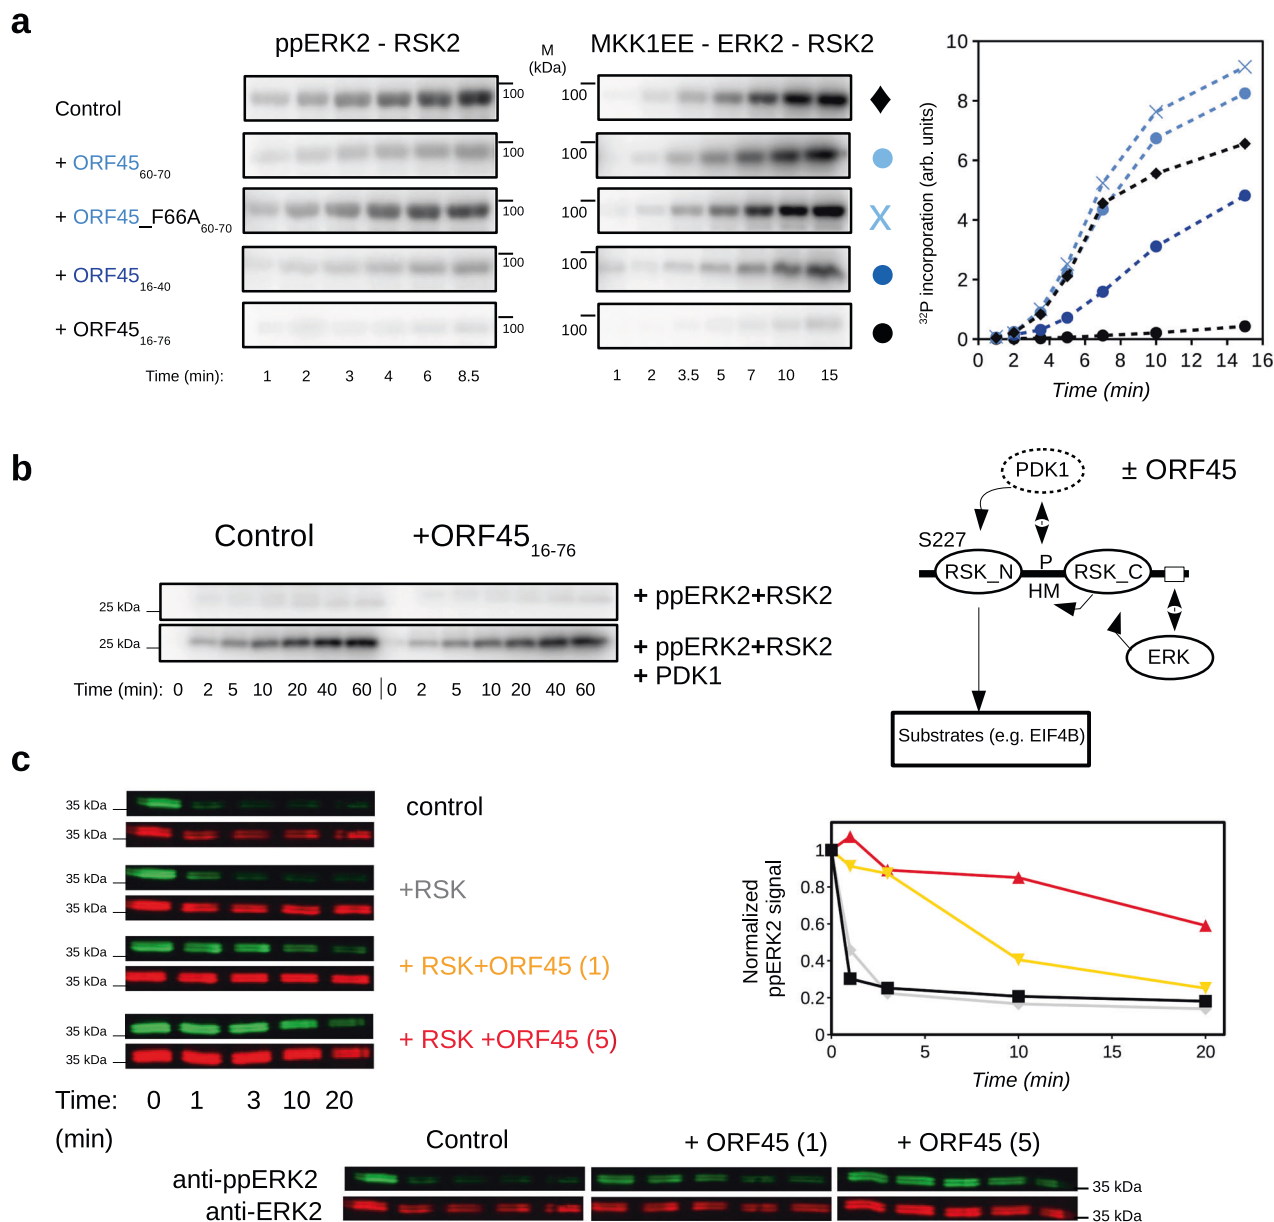 a
ppERK2 - RSK2
M
(kDa)
MKK1EE - ERK2 - RSK2
Control
100
100
+ ORF45 60-70
100
100
+ ORF45_F66A 60-70
100
100
X
+ ORF45 16-40
100
100
+ ORF45 16-76
100
100
Time (min): 1 2 3 4 6 8.5
1 2 3.5 5 7 10 15
32P incorporation (arb. units)
10
8
6
4
2
0
0 2 4 6 8 10 12 14 16
Time (min)
b
Control
+ORF45 16-76
25 kDa
+ ppERK2+RSK2
25 kDa
+ ppERK2+RSK2
+ PDK1
Time (min): 0 2 5 10 20 40 60 0 2 5 10 20 40 60
PDK1
± ORF45
S227
RSK_N
P
HM
RSK_C
ERK
Substrates (e.g. EIF4B)
c
35 kDa
control
35 kDa
35 kDa
+RSK
35 kDa
35 kDa
+ RSK+ORF45 (1)
35 kDa
35 kDa
+ RSK +ORF45 (5)
35 kDa
Time: 0 1 3 10 20
(min)
Normalized
ppERK2 signal
1
0.8
0.6
0.4
0.2
0
0 5 10 15 20
Time (min)
Control
+ ORF45 (1)
+ ORF45 (5)
anti-ppERK2
35 kDa
anti-ERK2
35 kDa